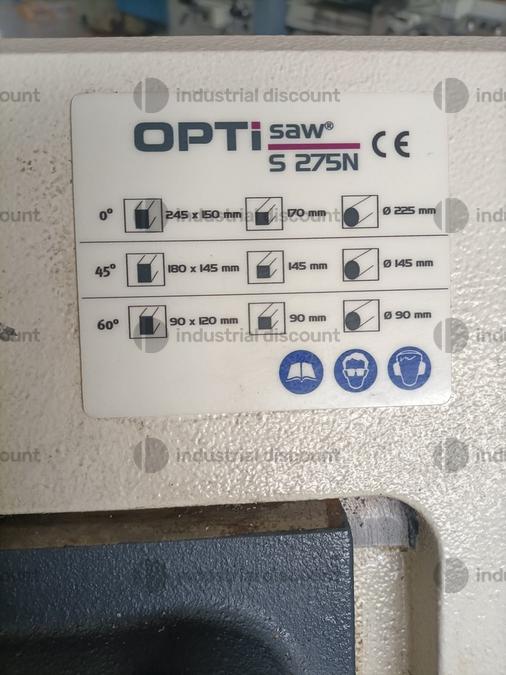 industrial discount
OPTi saw®
S 275N
CE
0° 245 x 150 mm 170 mm Ø 225 mm
45° 180 x 145 mm 145 mm Ø 145 mm
60° 90 x 120 mm 90 mm Ø 90 mm